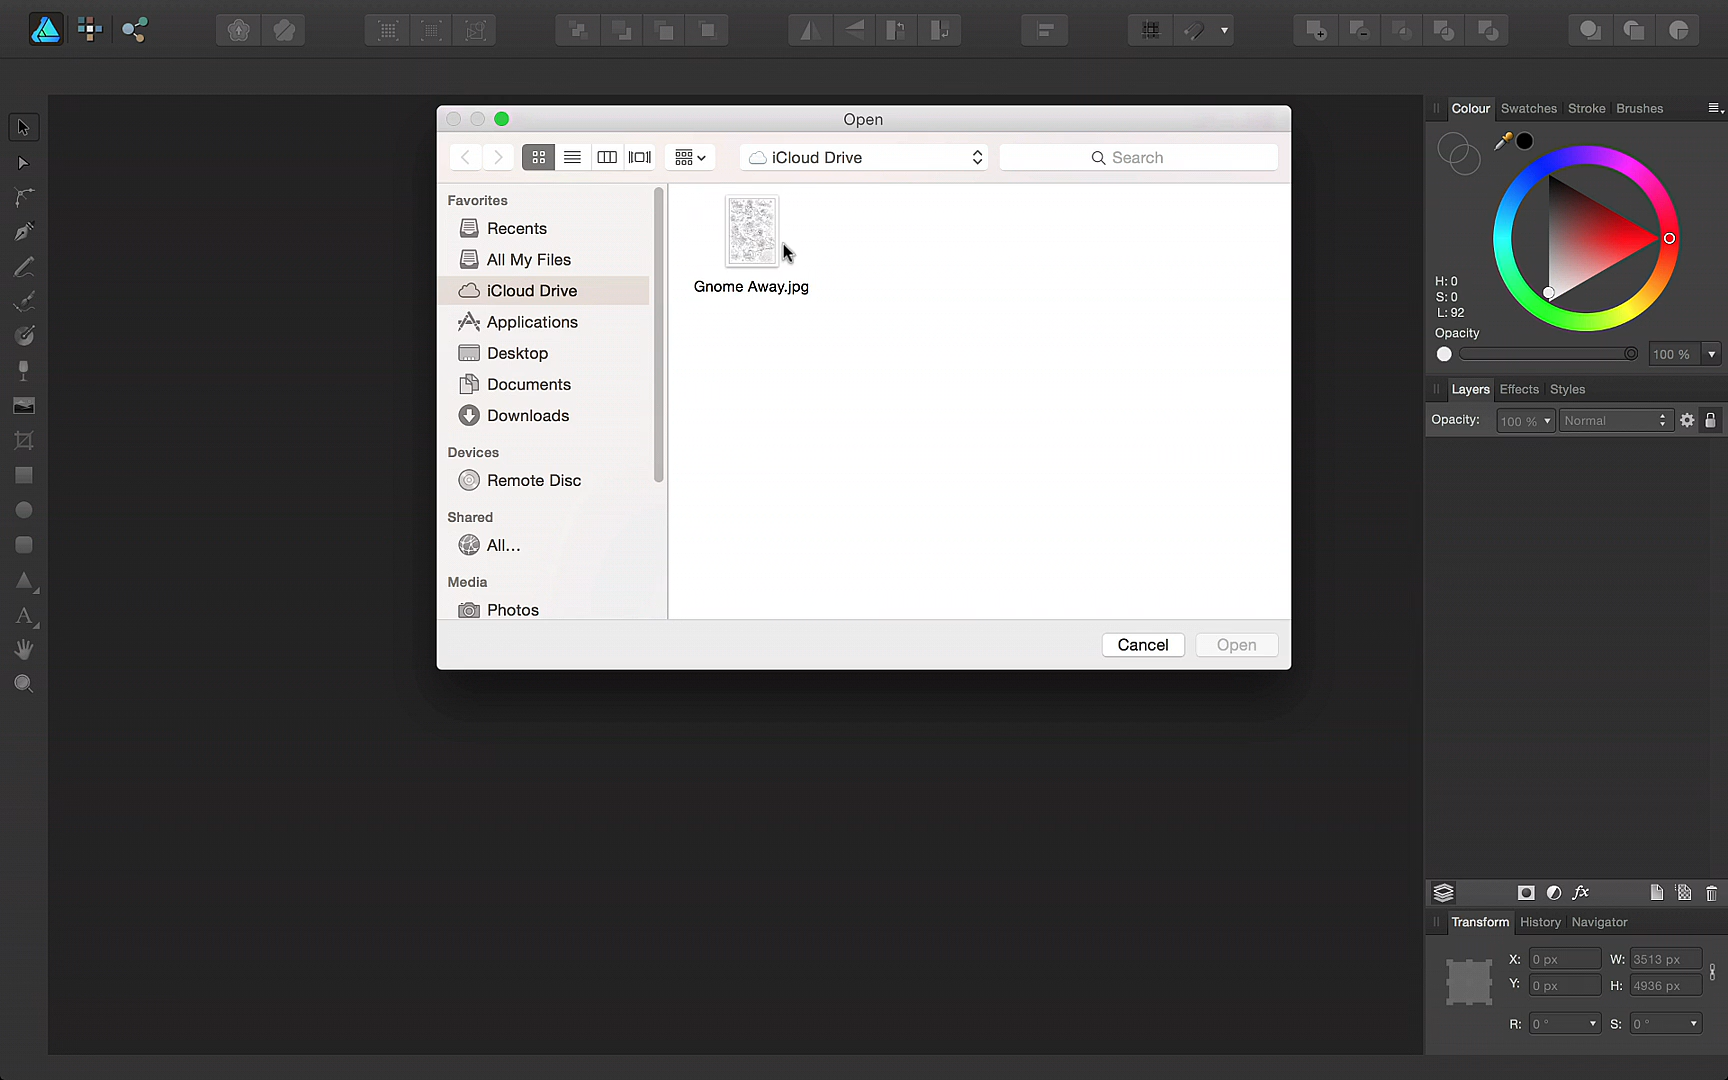 Open
iCloud Drive
Search
Favorites
Recents
All My Files
iCloud Drive
Applications
Desktop
Documents
Downloads
Devices
Remote Disc
Shared
All...
Media
Photos
Gnome Away.jpg
Cancel
Open
Colour Swatches Stroke Brushes
H: 0
S: 0
L: 92
Opacity
100 %
Layers Effects Styles
Opacity: 100 % Normal
fx
Transform History Navigator
X: 0 px W: 3513 px
Y: 0 px H: 4936 px
R: 0 ° S: 0 °
A